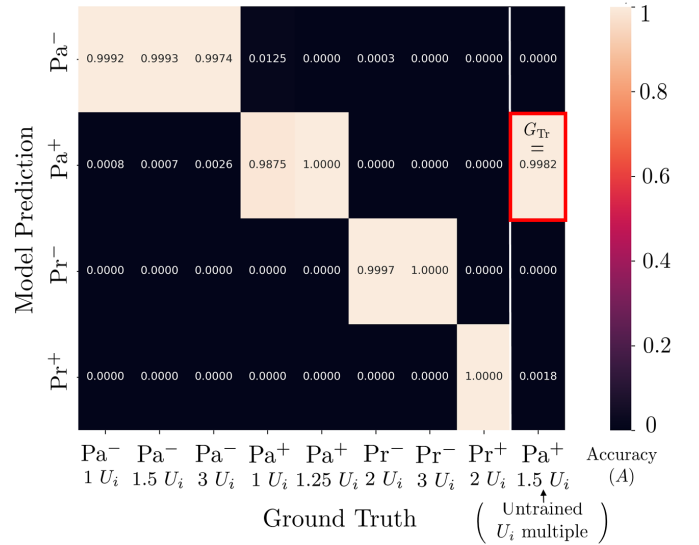 Model Prediction
Pa⁻ 0.9992 0.9993 0.9974 0.0125 0.0000 0.0003 0.0000 0.0000 0.0000
G_Tr
=
Pa⁺ 0.0008 0.0007 0.0026 0.9875 1.0000 0.0000 0.0000 0.0000 0.9982
Pr⁻ 0.0000 0.0000 0.0000 0.0000 0.0000 0.9997 1.0000 0.0000 0.0000
Pr⁺ 0.0000 0.0000 0.0000 0.0000 0.0000 0.0000 0.0000 1.0000 0.0018
Pa⁻ Pa⁻ Pa⁻ Pa⁺ Pa⁺ Pr⁻ Pr⁻ Pr⁺ Pa⁺
1 U_i 1.5 U_i 3 U_i 1 U_i 1.25 U_i 2 U_i 3 U_i 2 U_i 1.5 U_i
Ground Truth
( Untrained
U_i multiple )
1
0.8
0.6
0.4
0.2
0
Accuracy
(A)